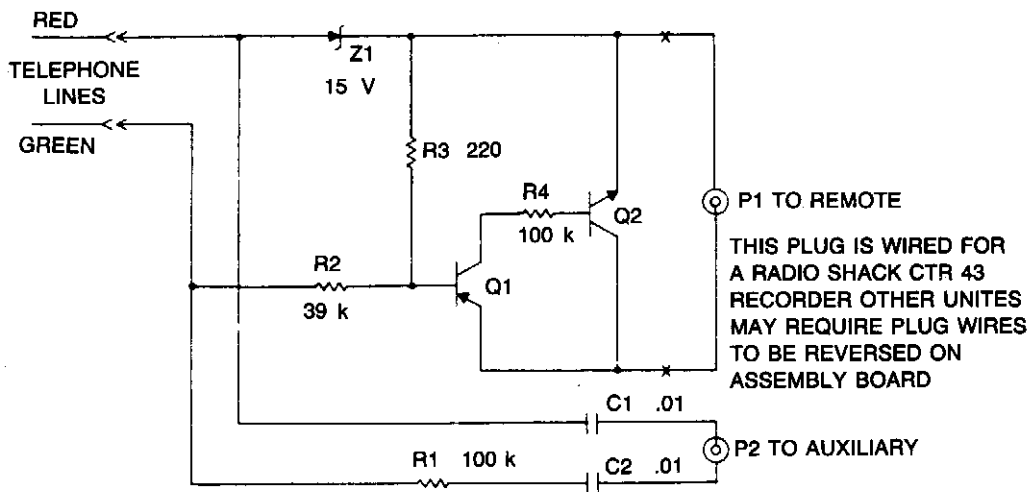 RED
TELEPHONE
LINES
GREEN
Z1
15 V
R3 220
R4
100 k
Q2
R2
39 k
Q1
P1 TO REMOTE
THIS PLUG IS WIRED FOR
A RADIO SHACK CTR 43
RECORDER OTHER UNITES
MAY REQUIRE PLUG WIRES
TO BE REVERSED ON
ASSEMBLY BOARD
C1 .01
P2 TO AUXILIARY
R1 100 k
C2 .01